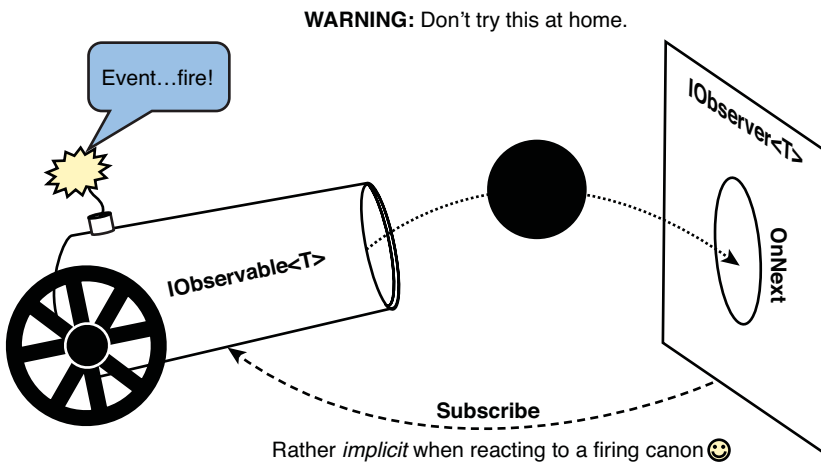 WARNING: Don't try this at home.
Event…fire!
IObserver<T>
IObservable<T>
OnNext
Subscribe
Rather implicit when reacting to a firing canon